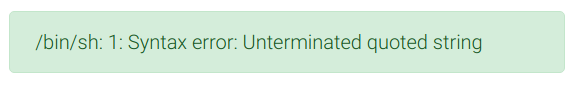 /bin/sh: 1: Syntax error: Unterminated quoted string